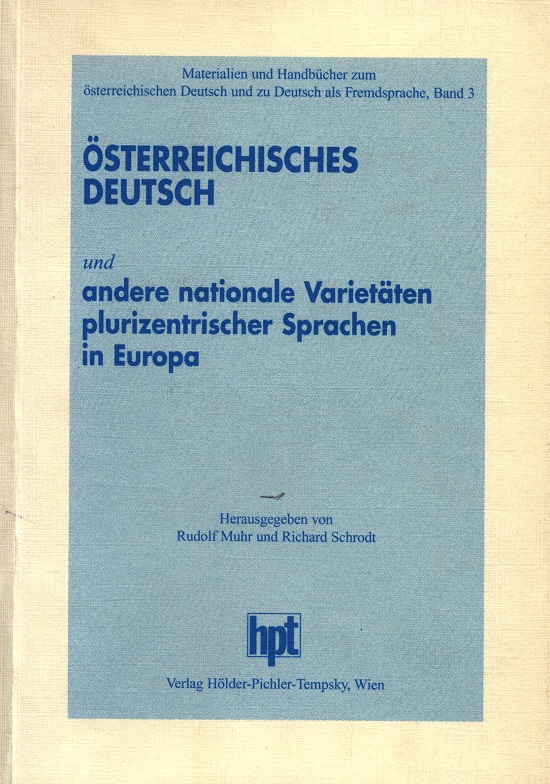 Materialien und Handbücher zum
österreichischen Deutsch und zu Deutsch als Fremdsprache, Band 3
ÖSTERREICHISCHES
DEUTSCH
und
andere nationale Varietäten
plurizentrischer Sprachen
in Europa
Herausgegeben von
Rudolf Muhr und Richard Schrodt
hpt
Verlag Hölder-Pichler-Tempsky, Wien